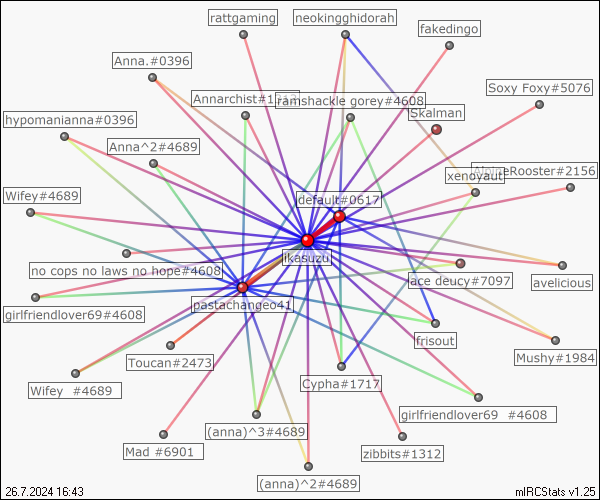 rattgaming
neokingghidorah
fakedingo
Anna.#0396
Soxy Foxy#5076
Annarchist#1
ramshackle gorey#4608
Skalman
hypomanianna#0396
Anna^2#4689
xenoyaut
AlpineRooster#2156
Wifey#4689
default#0617
ikasuzu
no cops no laws no hope#4608
lace deucy#7097
avelicious
girlfriendlover69#4608
pastachangeo41
frisout
Toucan#2473
Mushy#1984
Wifey #4689
Cypha#1717
girlfriendlover69 #4608
(anna)^3#4689
Mad #6901
zibbits#1312
(anna)^2#4689
26.7.2024 16:43
mIRCStats v1.25